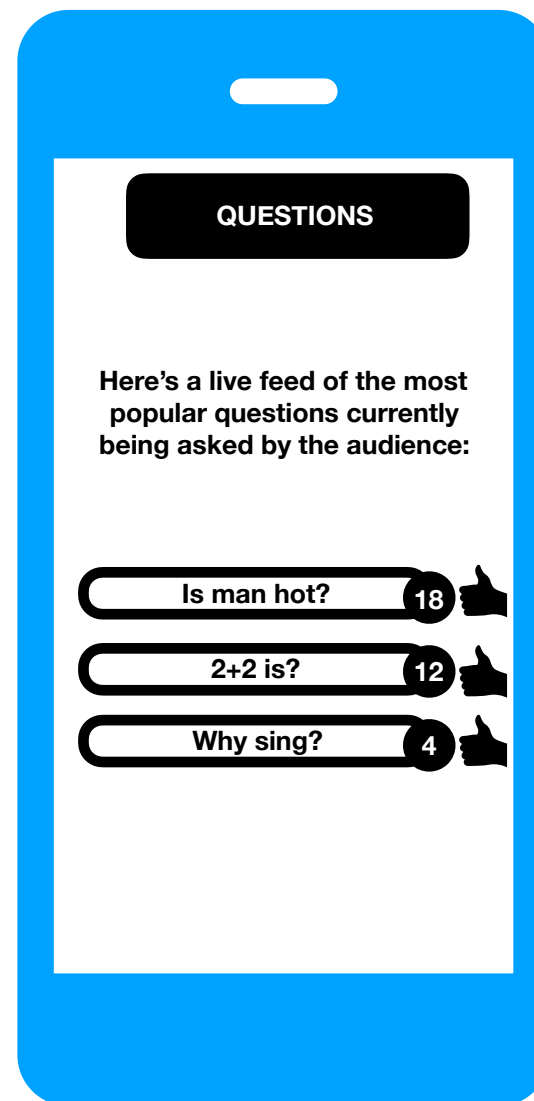 QUESTIONS
Here’s a live feed of the most
popular questions currently
being asked by the audience:
Is man hot? 18
2+2 is? 12
Why sing? 4